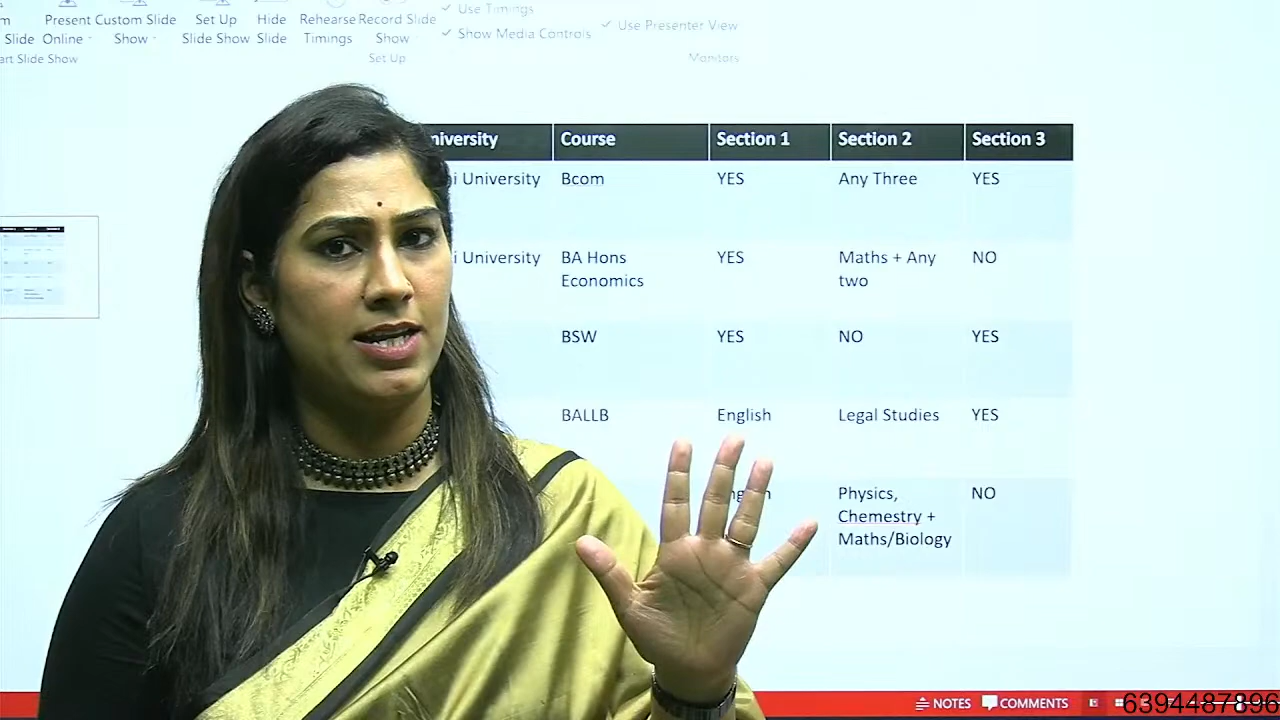 Present Custom Slide Set Up Hide Rehearse Record Slide
Slide Online Show Slide Show Slide Timings Show
Use Timings
Show Media Controls
Use Presenter View
art Slide Show
Set Up
Monitors
niversity Course Section 1 Section 2 Section 3
i University Bcom YES Any Three YES
i University BA Hons YES Maths + Any NO
Economics two
BSW YES NO YES
BALLB English Legal Studies YES
Physics, NO
Chemestry +
Maths/Biology
NOTES COMMENTS
6394487896